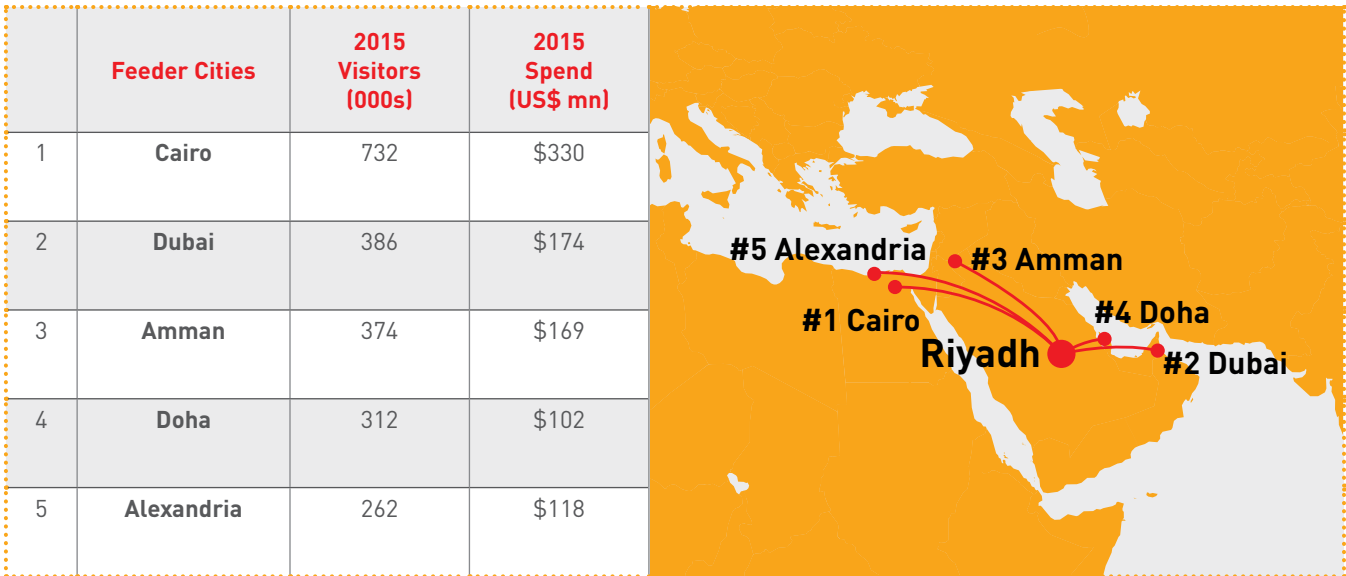 Feeder Cities
2015
Visitors
(000s)
2015
Spend
(US$ mn)
1 Cairo 732 $330
2 Dubai 386 $174
3 Amman 374 $169
4 Doha 312 $102
5 Alexandria 262 $118
#5 Alexandria
#3 Amman
#1 Cairo
#4 Doha
Riyadh
#2 Dubai